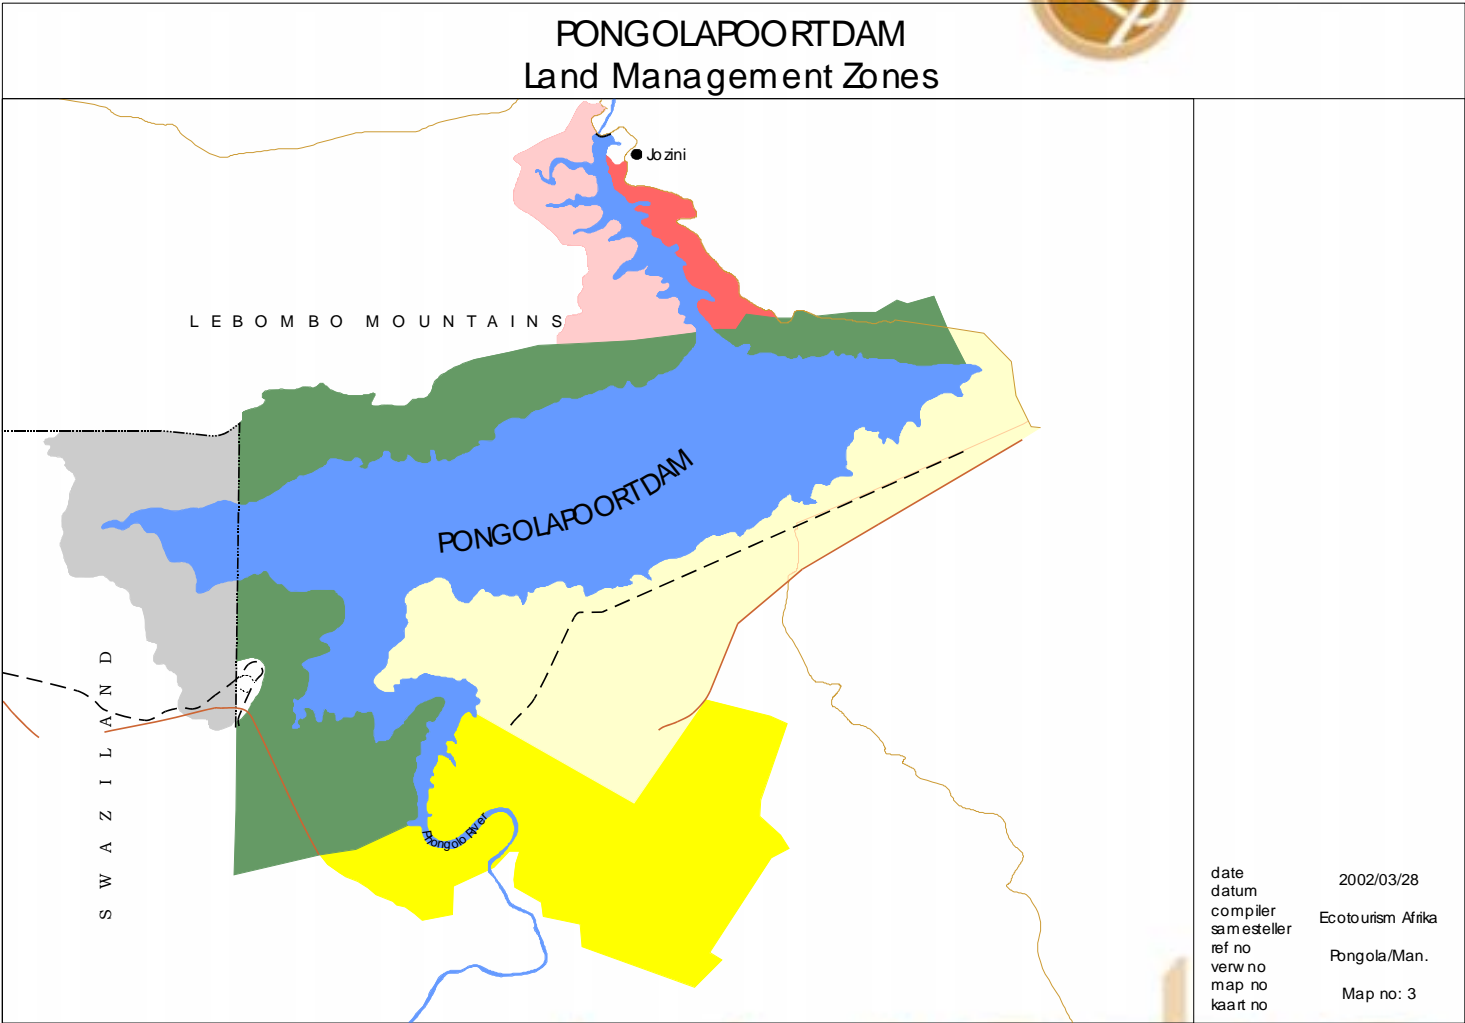 PONGOLAPOORTDAM
Land Management Zones
Jozini
LEBOMBO MOUNTAINS
PONGOLAPOORTDAM
SWAZILAND
Phongolo River
date 2002/03/28
datum
compiler Ecotourism Afrika
samesteller
ref no Pongola/Man.
verw no
map no Map no: 3
kaart no